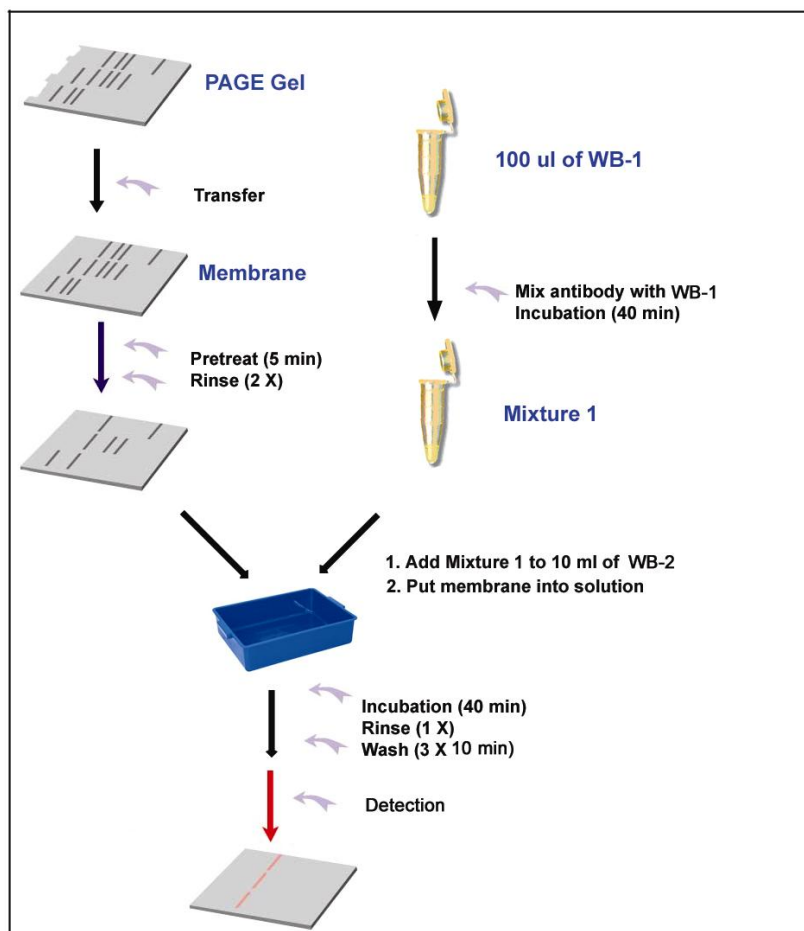 PAGE Gel
100 ul of WB-1
Transfer
Membrane
Mix antibody with WB-1
Incubation (40 min)
Pretreat (5 min)
Rinse (2 X)
Mixture 1
1. Add Mixture 1 to 10 ml of WB-2
2. Put membrane into solution
Incubation (40 min)
Rinse (1 X)
Wash (3 X 10 min)
Detection